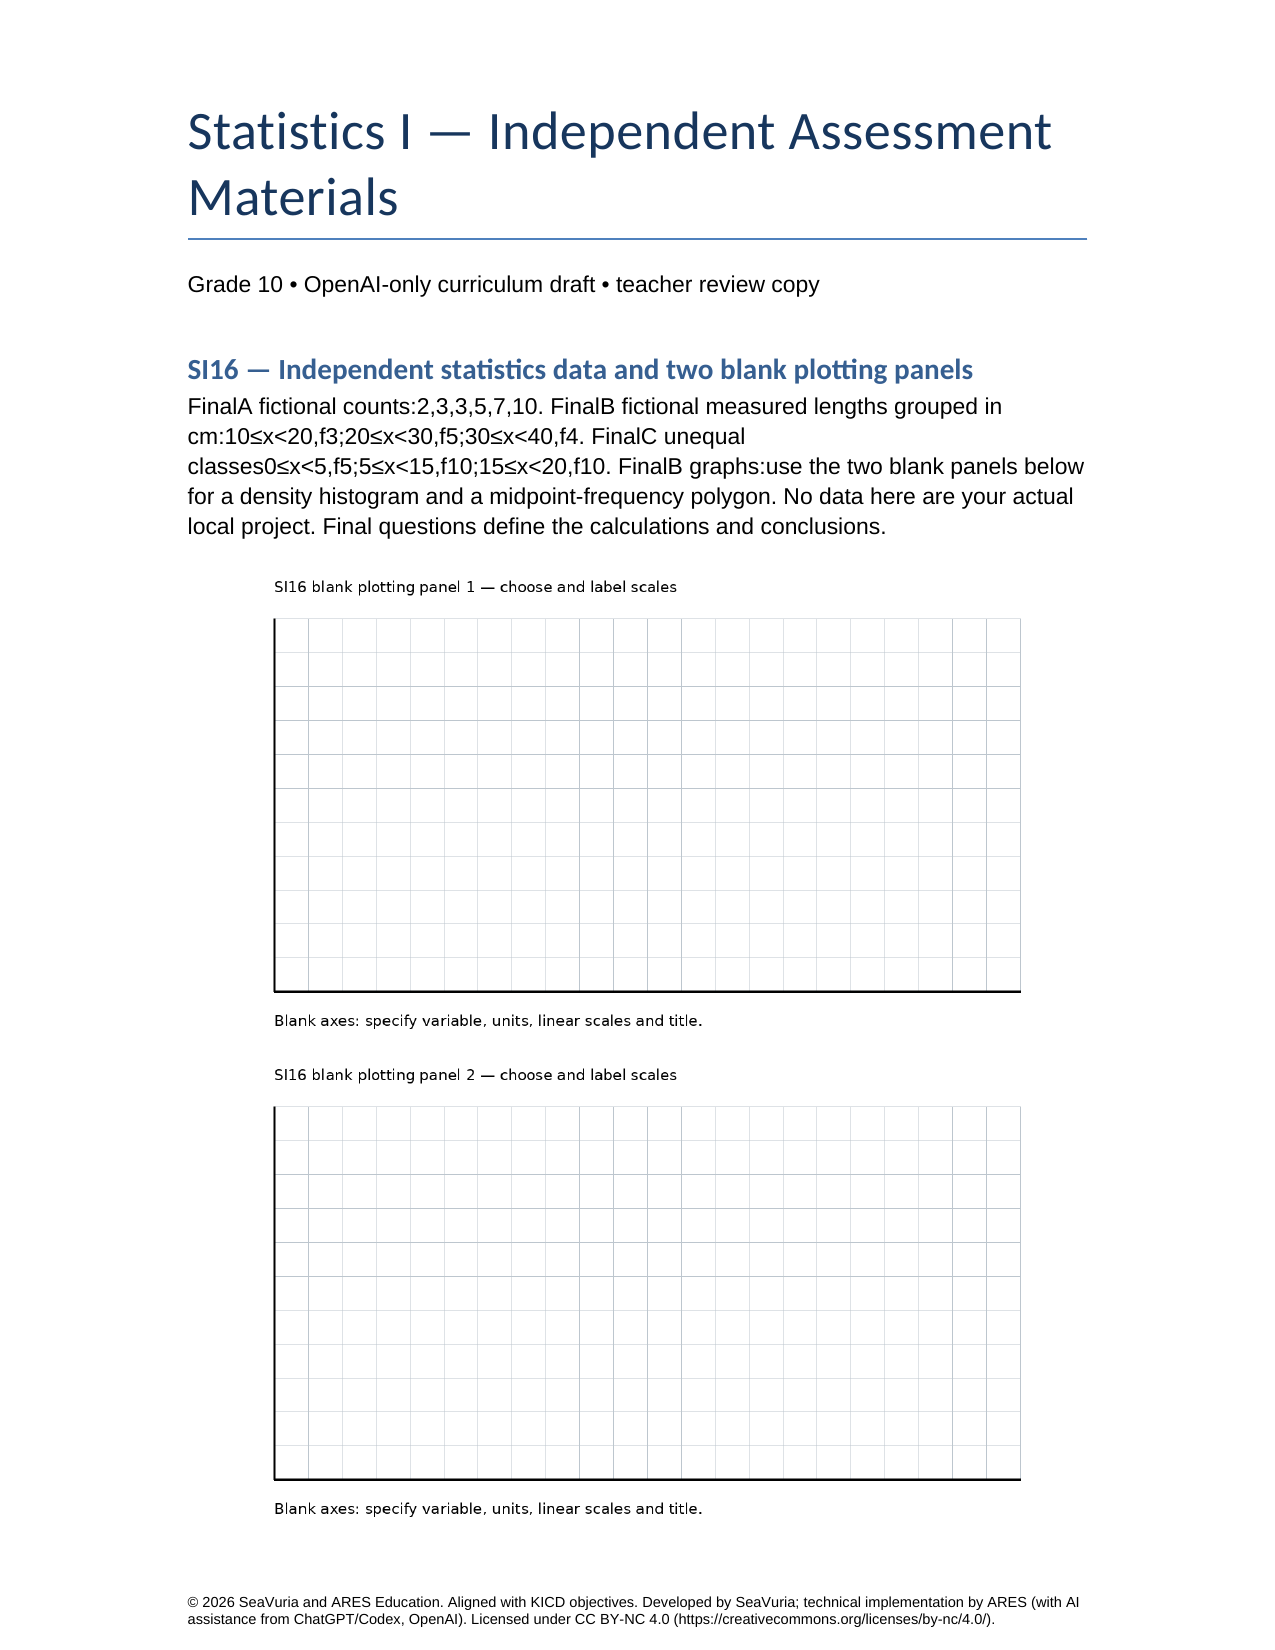 Statistics I — Independent Assessment
Materials
Grade 10 • OpenAI-only curriculum draft • teacher review copy
SI16 — Independent statistics data and two blank plotting panels
FinalA fictional counts:2,3,3,5,7,10. FinalB fictional measured lengths grouped in
cm:10≤x<20,f3;20≤x<30,f5;30≤x<40,f4. FinalC unequal
classes0≤x<5,f5;5≤x<15,f10;15≤x<20,f10. FinalB graphs:use the two blank panels below
for a density histogram and a midpoint-frequency polygon. No data here are your actual
local project. Final questions define the calculations and conclusions.
SI16 blank plotting panel 1 — choose and label scales
Blank axes: specify variable, units, linear scales and title.
SI16 blank plotting panel 2 — choose and label scales
Blank axes: specify variable, units, linear scales and title.
© 2026 SeaVuria and ARES Education. Aligned with KICD objectives. Developed by SeaVuria; technical implementation by ARES (with AI
assistance from ChatGPT/Codex, OpenAI). Licensed under CC BY-NC 4.0 (https://creativecommons.org/licenses/by-nc/4.0/).